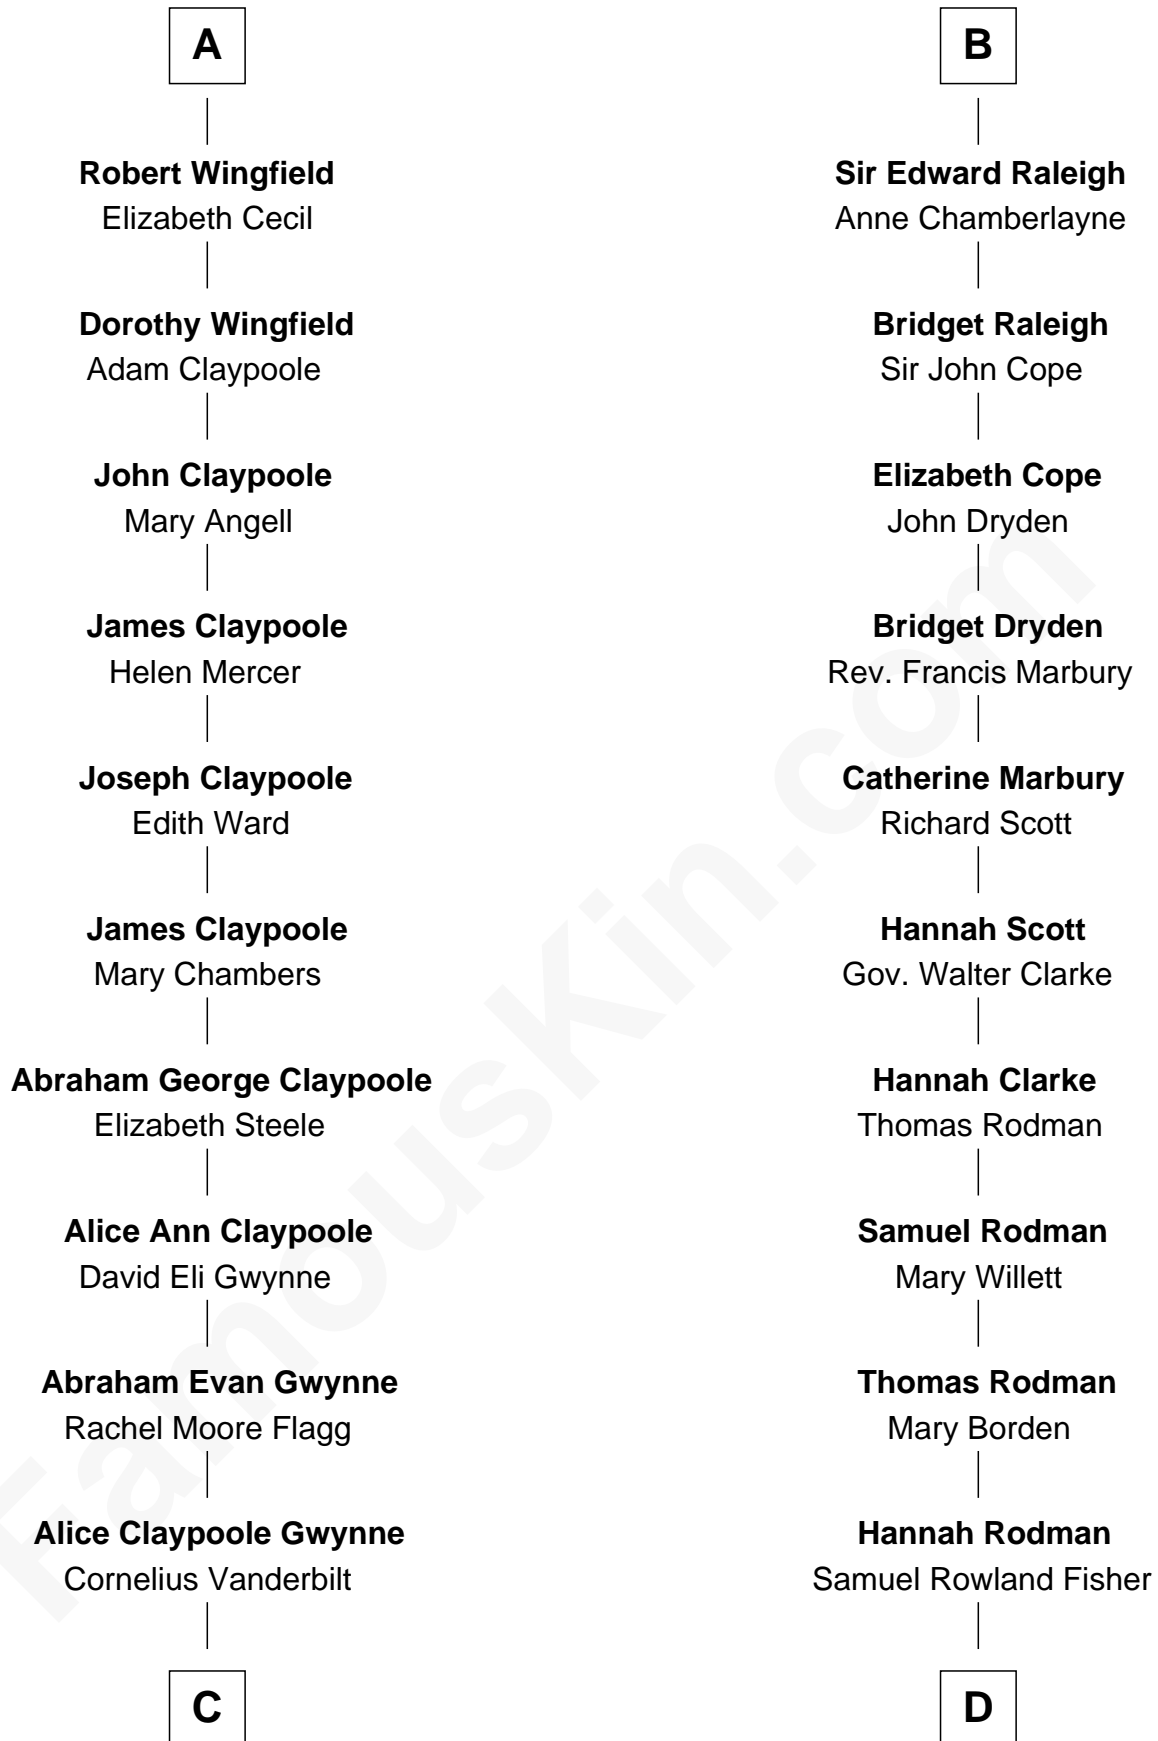 A
Robert Wingfield
Elizabeth Cecil
Dorothy Wingfield
Adam Claypoole
John Claypoole
Mary Angell
James Claypoole
Helen Mercer
Joseph Claypoole
Edith Ward
James Claypoole
Mary Chambers
Abraham George Claypoole
Elizabeth Steele
Alice Ann Claypoole
David Eli Gwynne
Abraham Evan Gwynne
Rachel Moore Flagg
Alice Claypoole Gwynne
Cornelius Vanderbilt
C
B
Sir Edward Raleigh
Anne Chamberlayne
Bridget Raleigh
Sir John Cope
Elizabeth Cope
John Dryden
Bridget Dryden
Rev. Francis Marbury
Catherine Marbury
Richard Scott
Hannah Scott
Gov. Walter Clarke
Hannah Clarke
Thomas Rodman
Samuel Rodman
Mary Willett
Thomas Rodman
Mary Borden
Hannah Rodman
Samuel Rowland Fisher
D
FamousKin.com